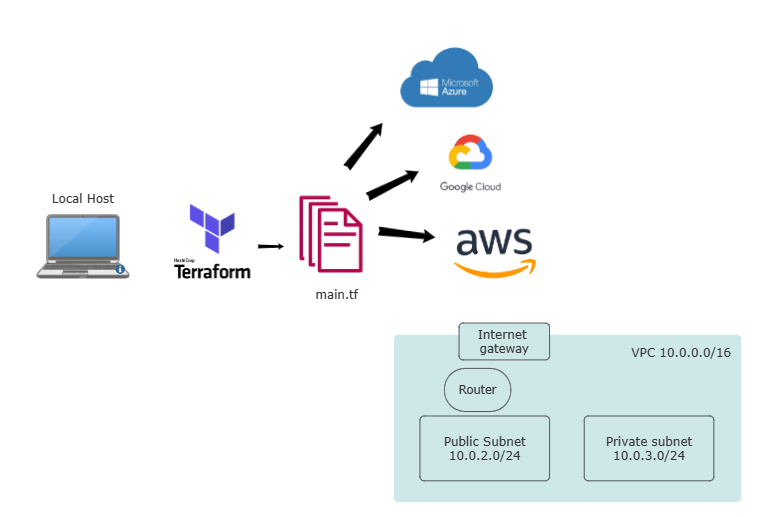 Microsoft
Azure
Google Cloud
Local Host
HashiCorp
Terraform
aws
main.tf
Internet
gateway
VPC 10.0.0.0/16
Router
Public Subnet
10.0.2.0/24
Private subnet
10.0.3.0/24